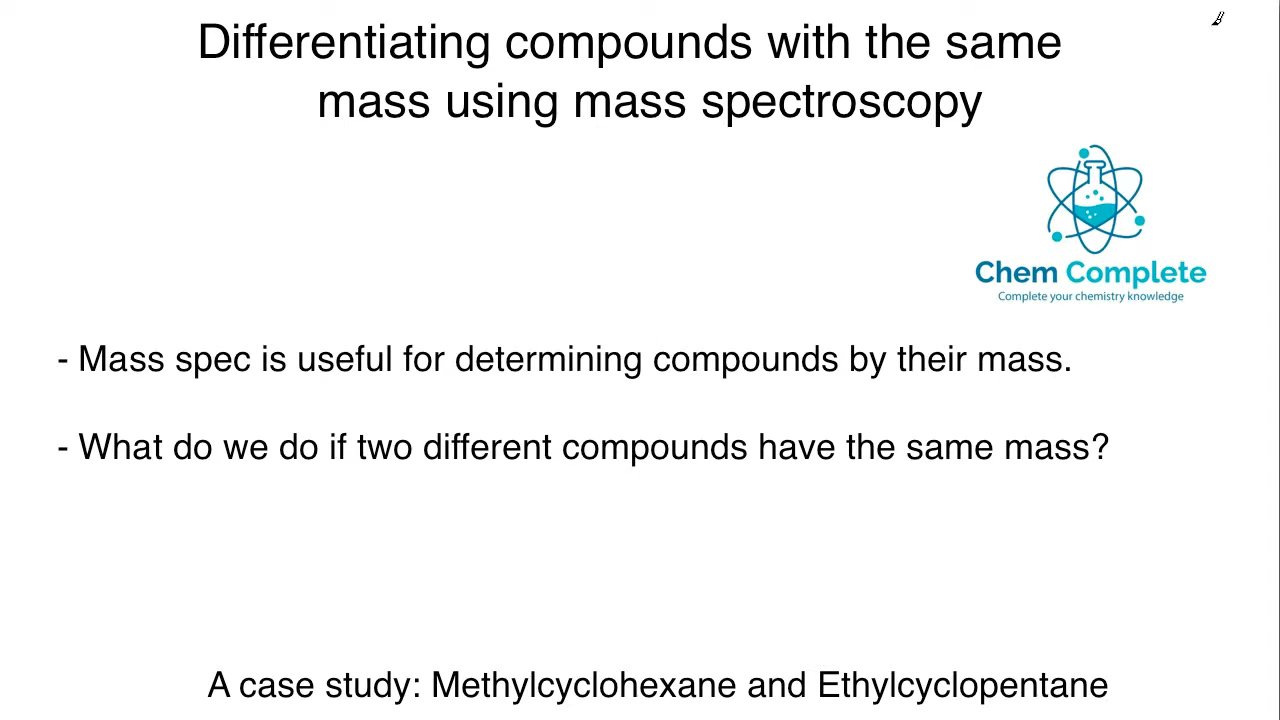 Differentiating compounds with the same
mass using mass spectroscopy
Chem Complete
Complete your chemistry knowledge
- Mass spec is useful for determining compounds by their mass.
- What do we do if two different compounds have the same mass?
A case study: Methylcyclohexane and Ethylcyclopentane